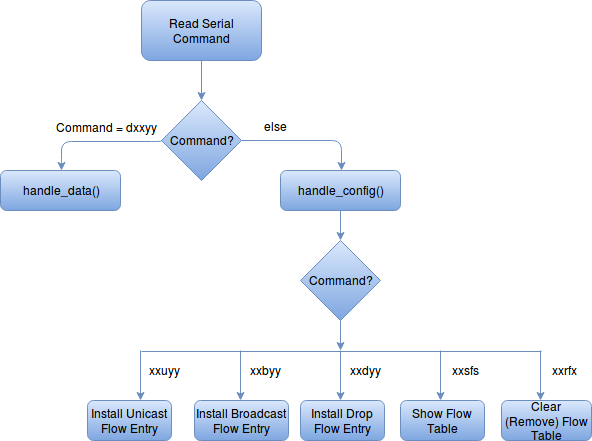 Read Serial
Command
Command = dxxyy
Command?
else
handle_data()
handle_config()
Command?
xxuyy
xxbyy
xxdyy
xxsfs
xxrfx
Install Unicast
Flow Entry
Install Broadcast
Flow Entry
Install Drop
Flow Entry
Show Flow
Table
Clear
(Remove) Flow
Table